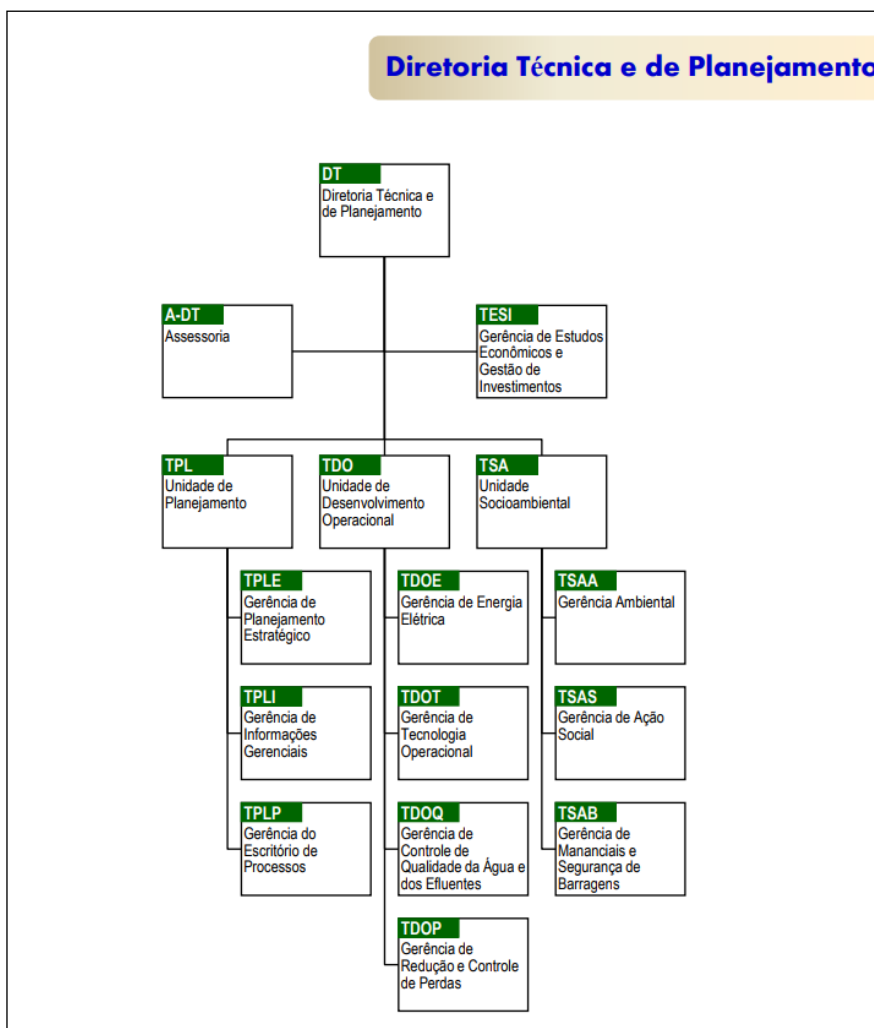 Diretoria Técnica e de Planejamento
DT
Diretoria Técnica e
de Planejamento
A-DT
Assessoria
TESI
Gerência de Estudos
Econômicos e
Gestão de
Investimentos
TPL
Unidade de
Planejamento
TDO
Unidade de
Desenvolvimento
Operacional
TSA
Unidade
Socioambiental
TPLE
Gerência de
Planejamento
Estratégico
TDOE
Gerência de Energia
Elétrica
TSAA
Gerência Ambiental
TPLI
Gerência de
Informações
Gerenciais
TDOT
Gerência de
Tecnologia
Operacional
TSAS
Gerência de Ação
Social
TPLP
Gerência do
Escritório de
Processos
TDOQ
Gerência de
Controle de
Qualidade da Água e
dos Efluentes
TSAB
Gerência de
Mananciais e
Segurança de
Barragens
TDOP
Gerência de
Redução e Controle
de Perdas